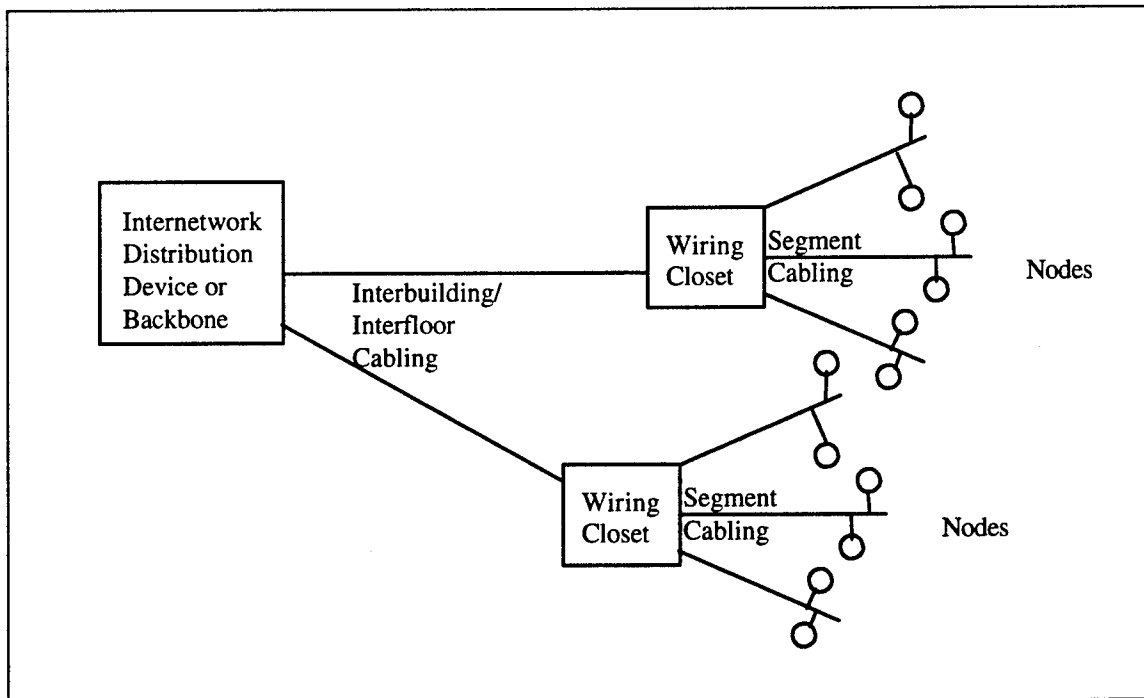 Internetwork
Distribution
Device or
Backbone
Interbuilding/
Interfloor
Cabling
Wiring
Closet
Segment
Cabling
Nodes
Wiring
Closet
Segment
Cabling
Nodes